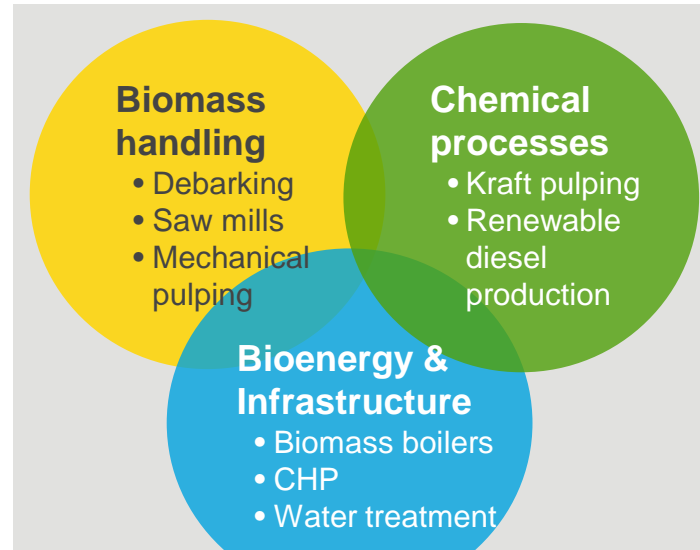 Biomass
handling
• Debarking
• Saw mills
• Mechanical
pulping
Chemical
processes
• Kraft pulping
• Renewable
diesel
production
Bioenergy &
Infrastructure
• Biomass boilers
• CHP
• Water treatment